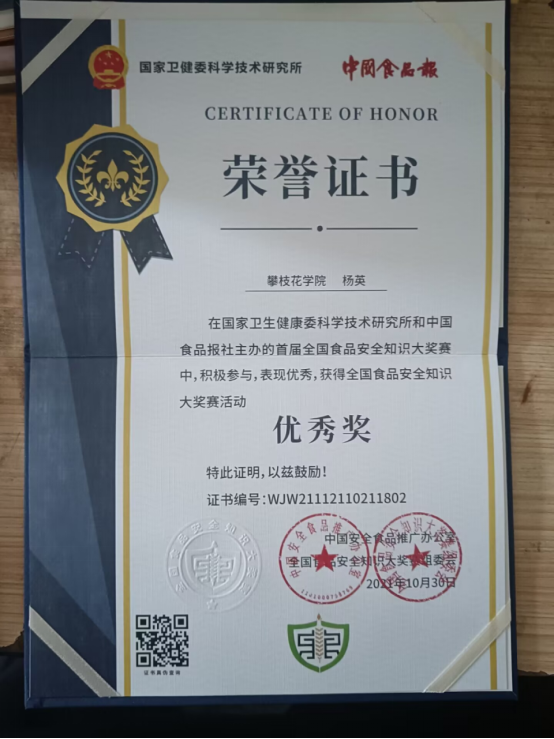 国家卫健委科学技术研究所
中国食品报
CERTIFICATE OF HONOR
荣誉证书
攀枝花学院 杨英
在国家卫生健康委科学技术研究所和中国
食品报社主办的首届全国食品安全知识大奖赛
中,积极参与,表现优秀,获得全国食品安全知识
大奖赛活动
优秀奖
特此证明,以兹鼓励!
证书编号:WJW21112110211802
中国安全食品推广办公室
全国食品安全知识大奖赛组委会
2021年10月30日
证书真伪查询